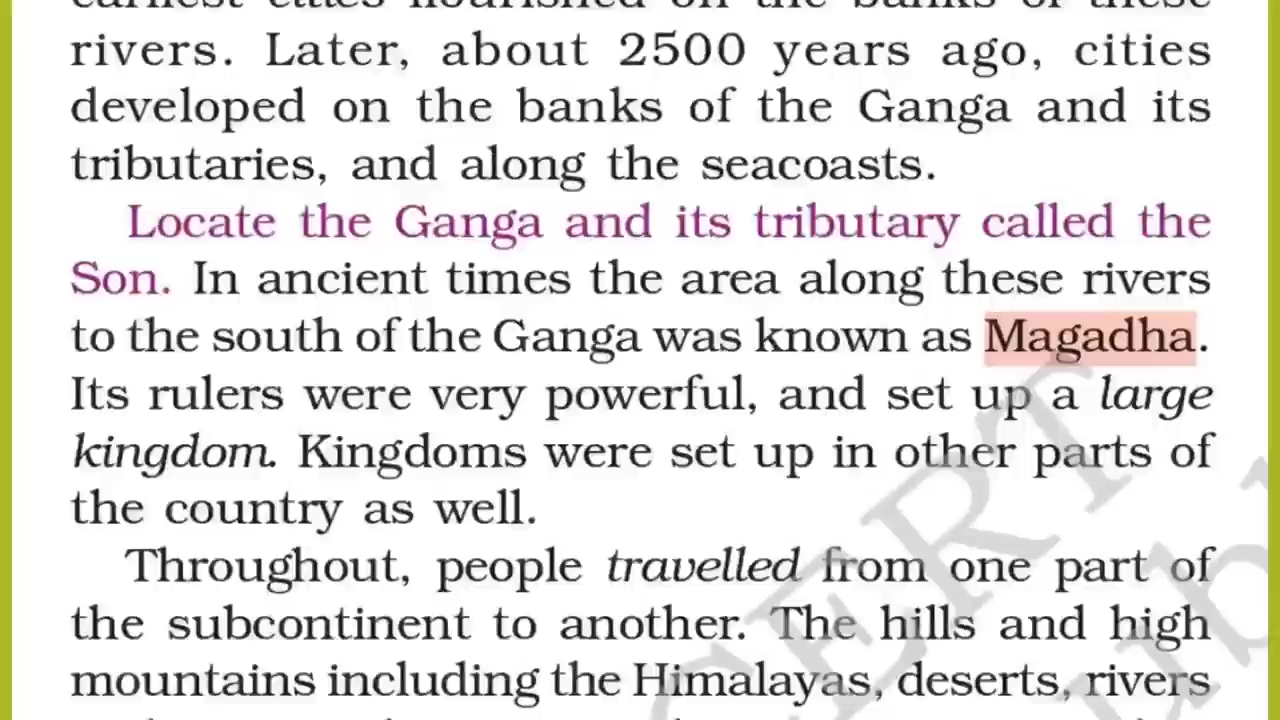 rivers. Later, about 2500 years ago, cities
developed on the banks of the Ganga and its
tributaries, and along the seacoasts.
Locate the Ganga and its tributary called the
Son. In ancient times the area along these rivers
to the south of the Ganga was known as Magadha.
Its rulers were very powerful, and set up a large
kingdom. Kingdoms were set up in other parts of
the country as well.
Throughout, people travelled from one part of
the subcontinent to another. The hills and high
mountains including the Himalayas, deserts, rivers